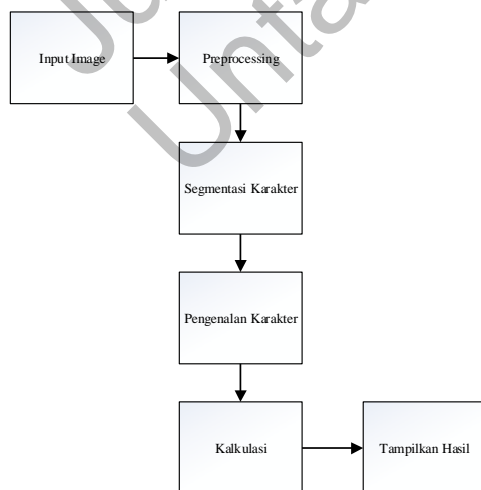 Input Image
Preprocessing
Segmentasi Karakter
Pengenalan Karakter
Kalkulasi
Tampilkan Hasil